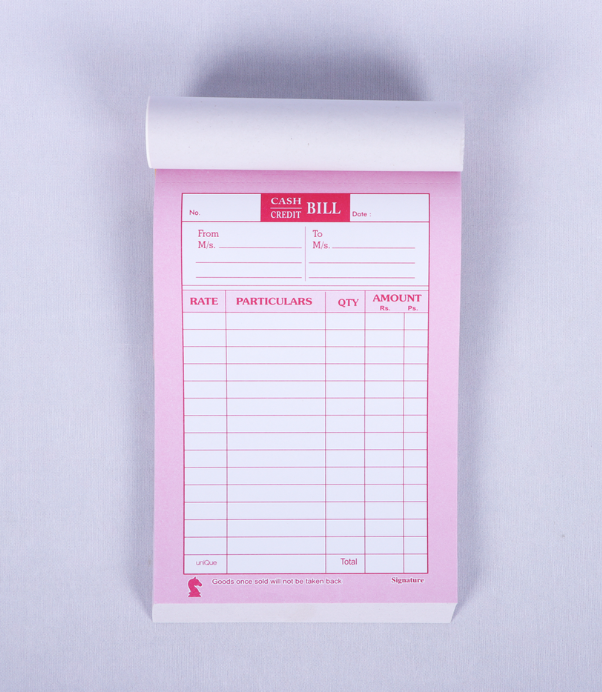 No.
CASH
CREDIT
BILL
Date :
From
M/s.
To
M/s.
RATE PARTICULARS QTY AMOUNT
Rs. Ps.
uniQue Total
Goods once sold will not be taken back Signature